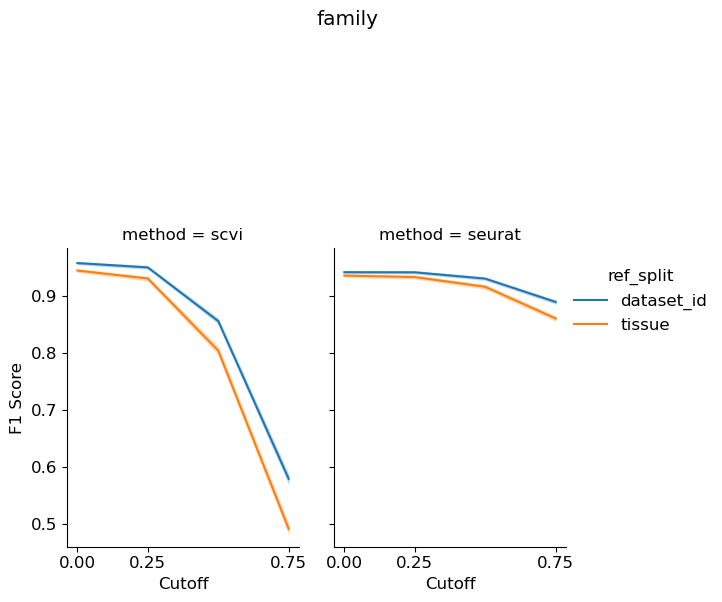 family
method = scvi
method = seurat
ref_split
dataset_id
tissue
F1 Score
0.9
0.8
0.7
0.6
0.5
0.00 0.25 0.75
Cutoff
0.00 0.25 0.75
Cutoff